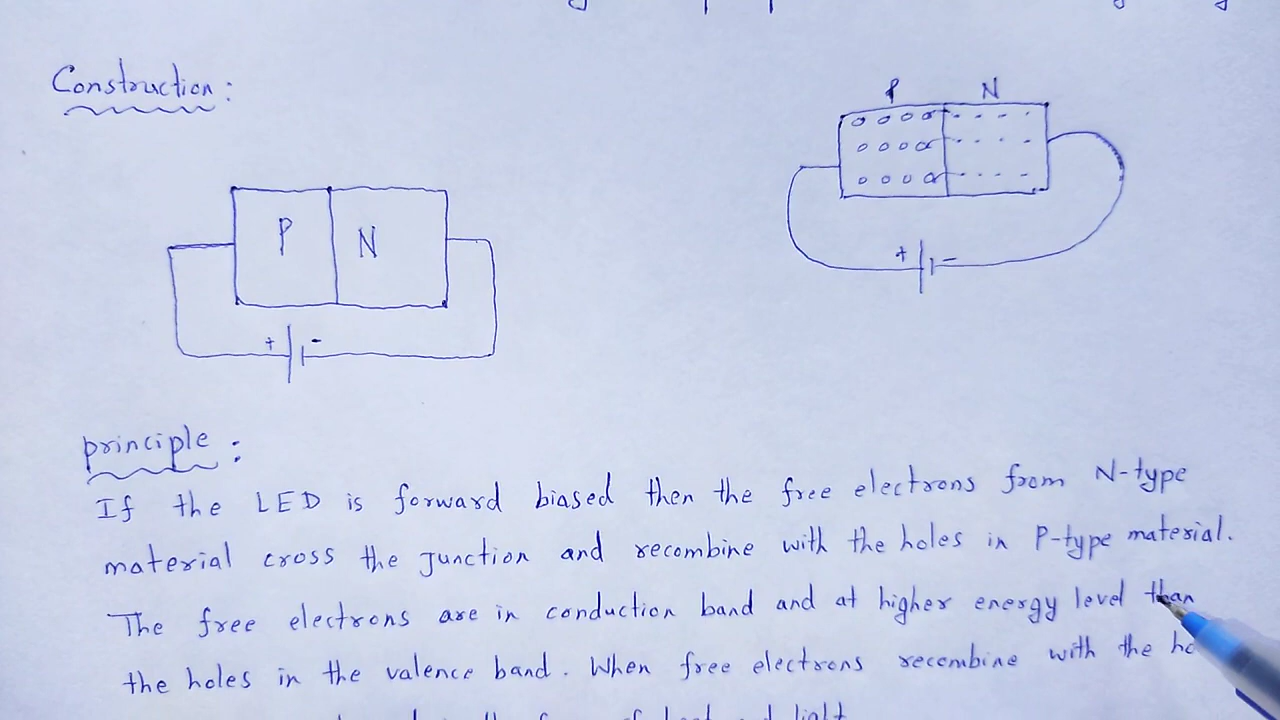 Construction:
P N
P N
+ -
+ -
principle:
If the LED is forward biased then the free electrons from N-type
material cross the junction and recombine with the holes in P-type material.
The free electrons are in conduction band and at higher energy level than
the holes in the valence band. When free electrons recombine with the